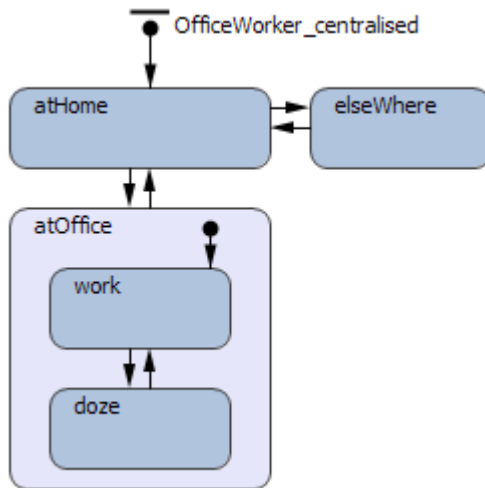 OfficeWorker_centralised
atHome
elseWhere
atOffice
work
doze